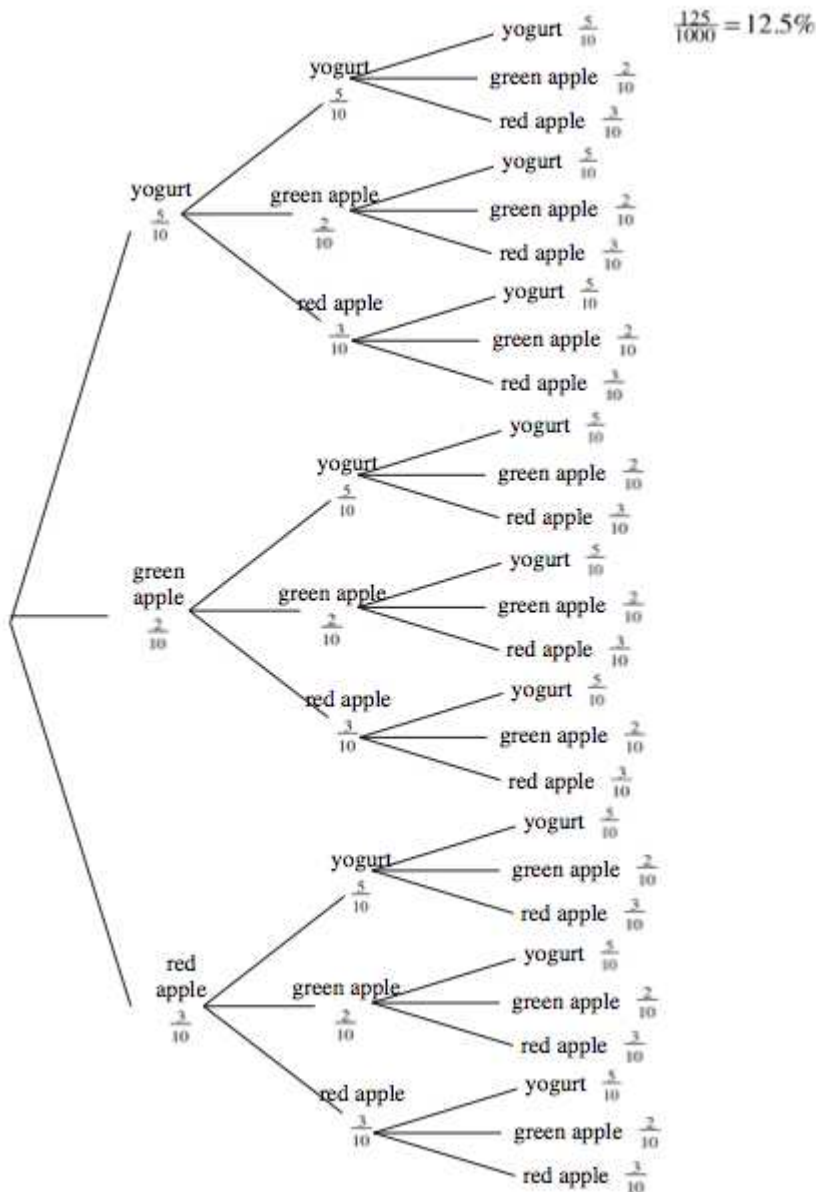 yogurt 5/10 125/1000 = 12.5%
yogurt
5/10
green apple 2/10
red apple 3/10
yogurt 5/10
yogurt
5/10
green apple
2/10
green apple 2/10
red apple 3/10
yogurt 5/10
red apple
3/10
green apple 2/10
red apple 3/10
yogurt 5/10
yogurt
5/10
green apple 2/10
red apple 3/10
yogurt 5/10
green
apple
2/10
green apple
2/10
green apple 2/10
red apple 3/10
yogurt 5/10
red apple
3/10
green apple 2/10
red apple 3/10
yogurt 5/10
yogurt
5/10
green apple 2/10
red apple 3/10
yogurt 5/10
red
apple
3/10
green apple
2/10
green apple 2/10
red apple 3/10
yogurt 5/10
red apple
3/10
green apple 2/10
red apple 3/10